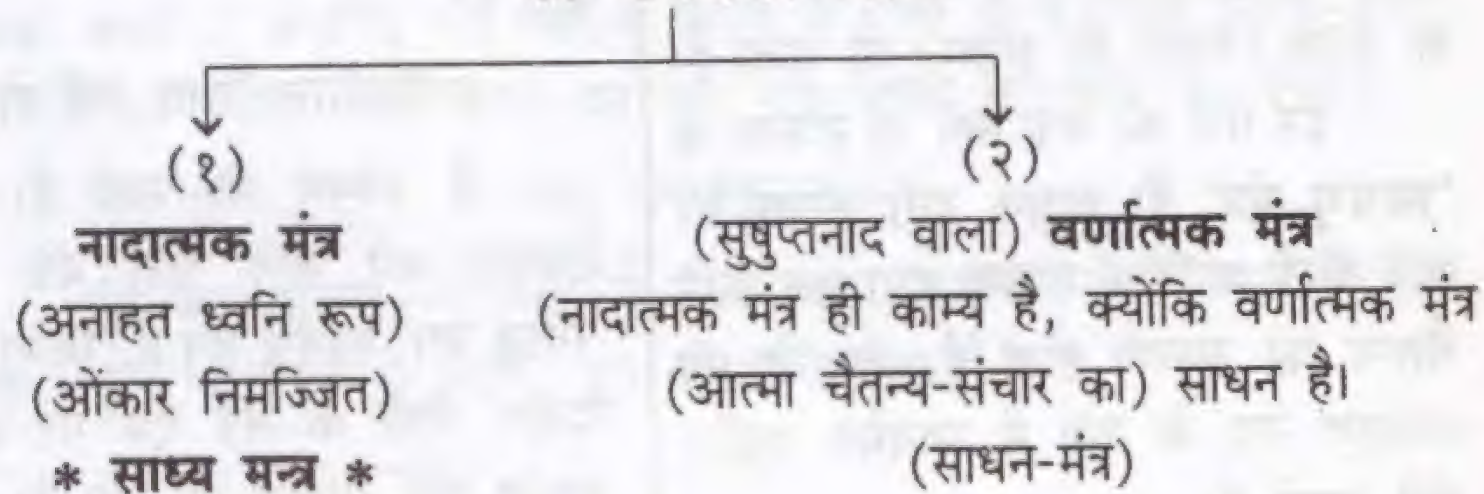 (१)
नादात्मक मंत्र
(अनाहत ध्वनि रूप)
(ओंकार निमज्जित)
* साध्य मन्त्र *
(२)
(सुषुप्तनाद वाला) वर्णात्मक मंत्र
(नादात्मक मंत्र ही काम्य है, क्योंकि वर्णात्मक मंत्र
(आत्मा चैतन्य-संचार का) साधन है।
(साधन-मंत्र)